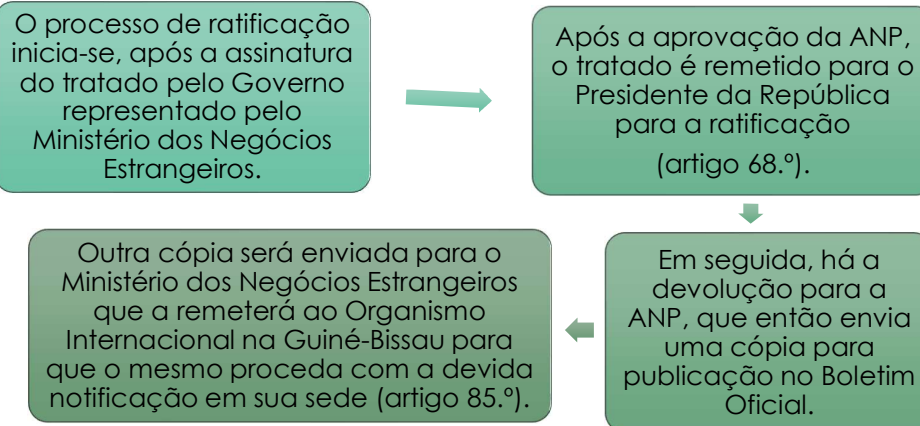 O processo de ratificação
inicia-se, após a assinatura
do tratado pelo Governo
representado pelo
Ministério dos Negócios
Estrangeiros.
Após a aprovação da ANP,
o tratado é remetido para o
Presidente da República
para a ratificação
(artigo 68.º).
Em seguida, há a
devolução para a
ANP, que então envia
uma cópia para
publicação no Boletim
Oficial.
Outra cópia será enviada para o
Ministério dos Negócios Estrangeiros
que a remeterá ao Organismo
Internacional na Guiné-Bissau para
que o mesmo proceda com a devida
notificação em sua sede (artigo 85.º).